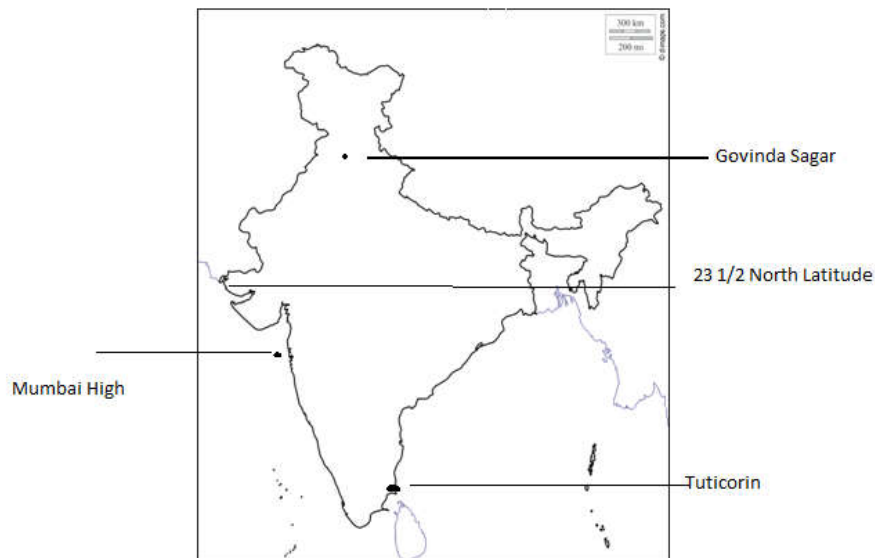 300 km
200 mi
© d-maps.com
Govinda Sagar
23 1/2 North Latitude
Mumbai High
Tuticorin